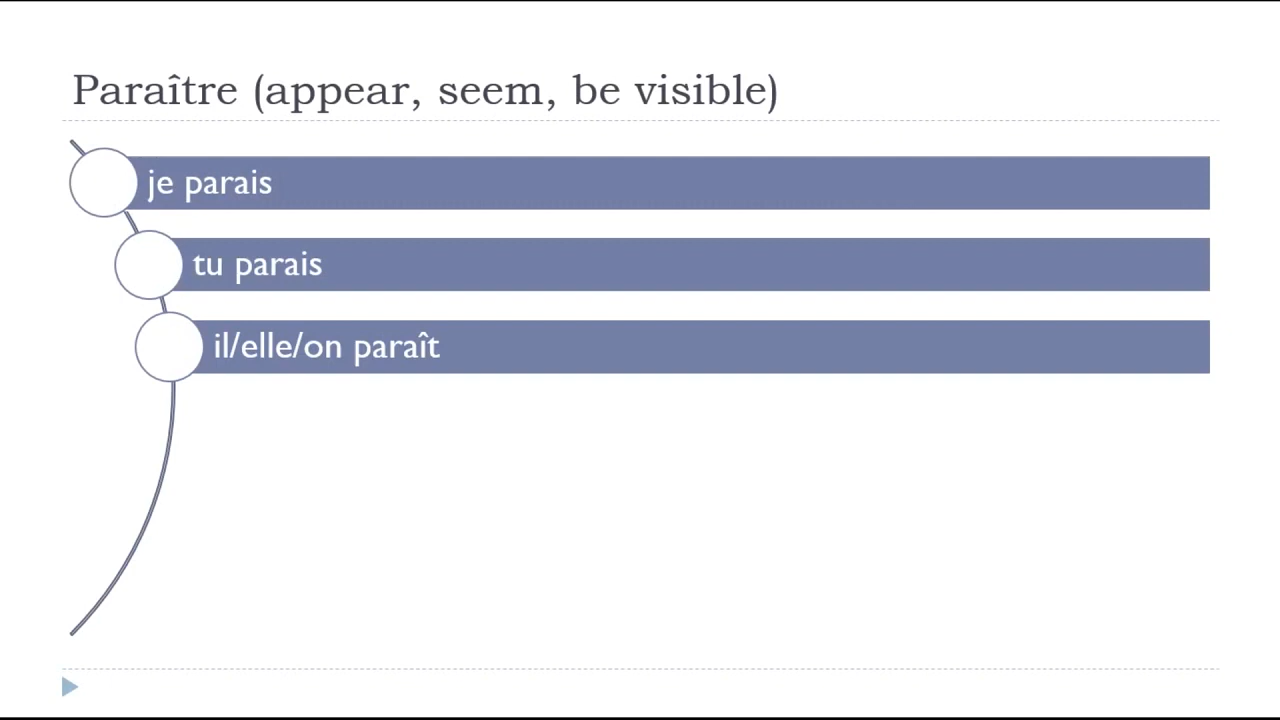 Paraître (appear, seem, be visible)
je parais
tu parais
il/elle/on paraît